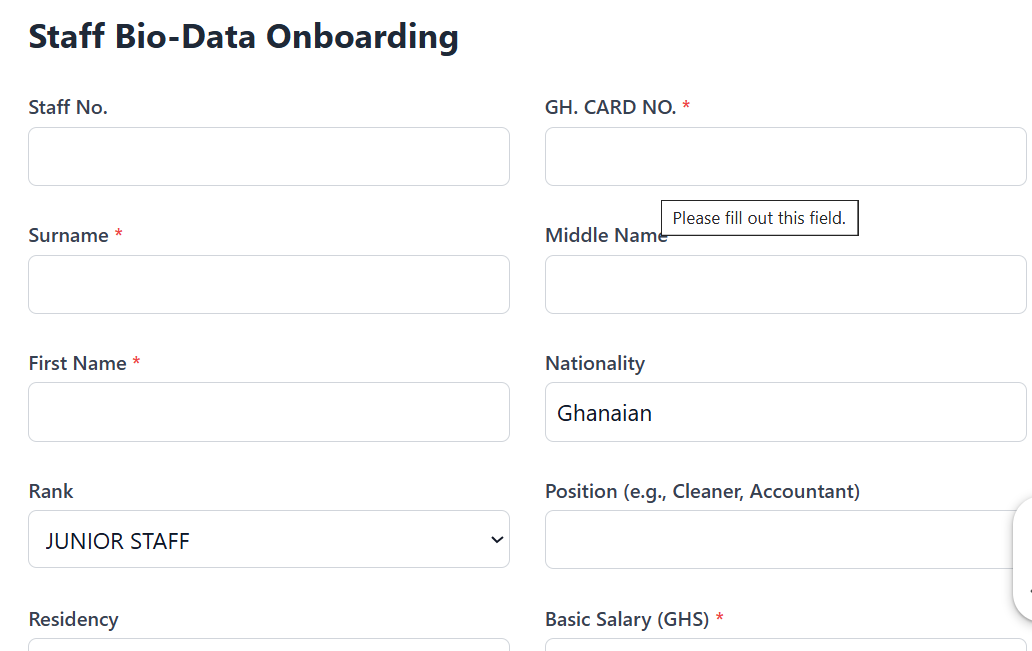 Staff Bio-Data Onboarding
Staff No.
GH. CARD NO. *
Please fill out this field.
Surname *
Middle Name
First Name *
Nationality
Ghanaian
Rank
JUNIOR STAFF
Position (e.g., Cleaner, Accountant)
Residency
Basic Salary (GHS) *